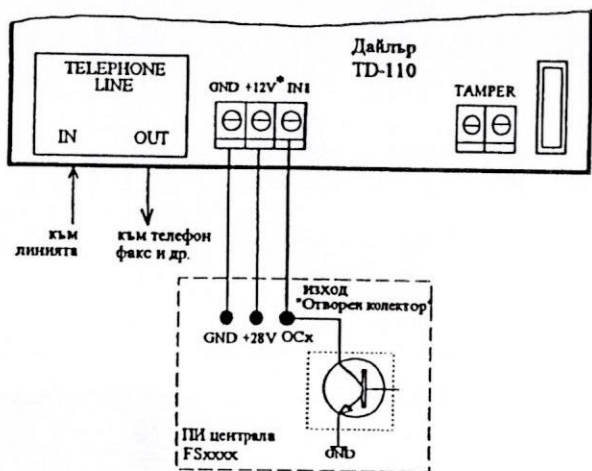 Дайлър
TD-110
TELEPHONE
LINE
IN OUT
GND +12V* IN1
TAMPER
към
линията
към телефон
факс и др.
изход
"Отворен колектор"
GND +28V OCx
ПИ централа
FSxxxx
GND